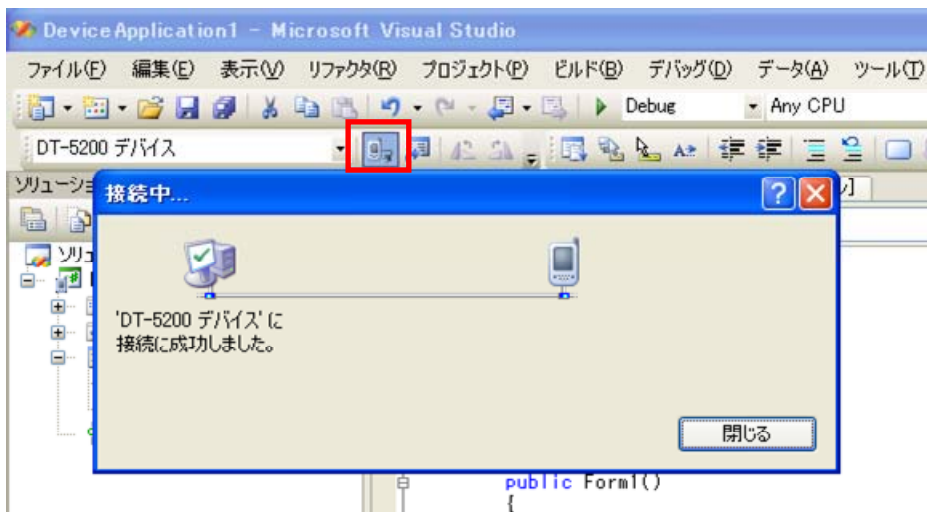 DeviceApplication1 - Microsoft Visual Studio
ファイル(F) 編集(E) 表示(V) リファクタ(R) プロジェクト(P) ビルド(B) デバッグ(D) データ(A) ツール(T)
Debug Any CPU
DT-5200 デバイス
接続中...
'DT-5200 デバイス' に
接続に成功しました。
閉じる
public Form1()
{